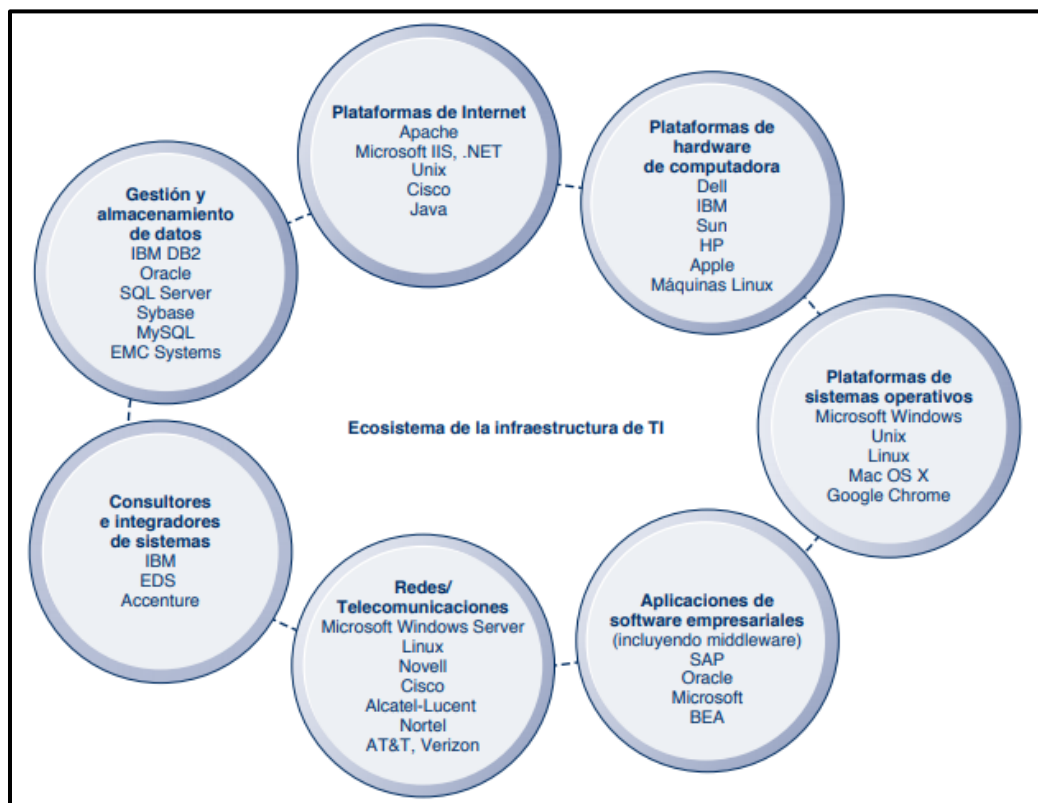 Plataformas de Internet
Apache
Microsoft IIS, .NET
Unix
Cisco
Java
Plataformas de
hardware
de computadora
Dell
IBM
Sun
HP
Apple
Máquinas Linux
Gestión y
almacenamiento
de datos
IBM DB2
Oracle
SQL Server
Sybase
MySQL
EMC Systems
Plataformas de
sistemas operativos
Microsoft Windows
Unix
Linux
Mac OS X
Google Chrome
Ecosistema de la infraestructura de TI
Consultores
e integradores
de sistemas
IBM
EDS
Accenture
Redes/
Telecomunicaciones
Microsoft Windows Server
Linux
Novell
Cisco
Alcatel-Lucent
Nortel
AT&T, Verizon
Aplicaciones de
software empresariales
(incluyendo middleware)
SAP
Oracle
Microsoft
BEA